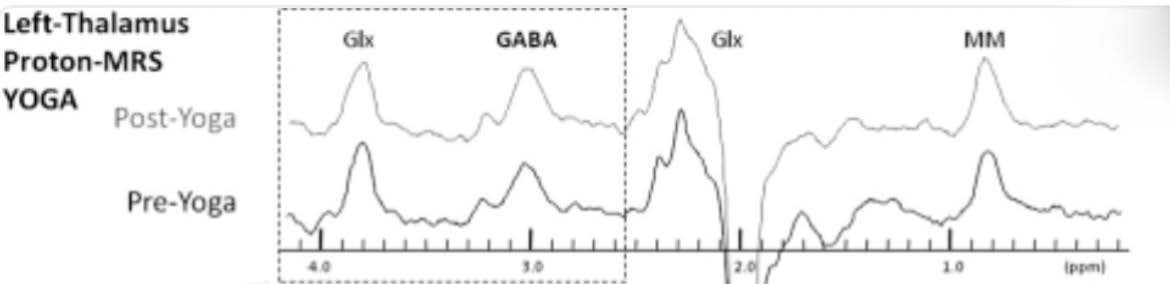 Left-Thalamus
Proton-MRS
YOGA
Glx
GABA
Glx
MM
Post-Yoga
Pre-Yoga
4.0
3.0
2.0
1.0
(ppm)